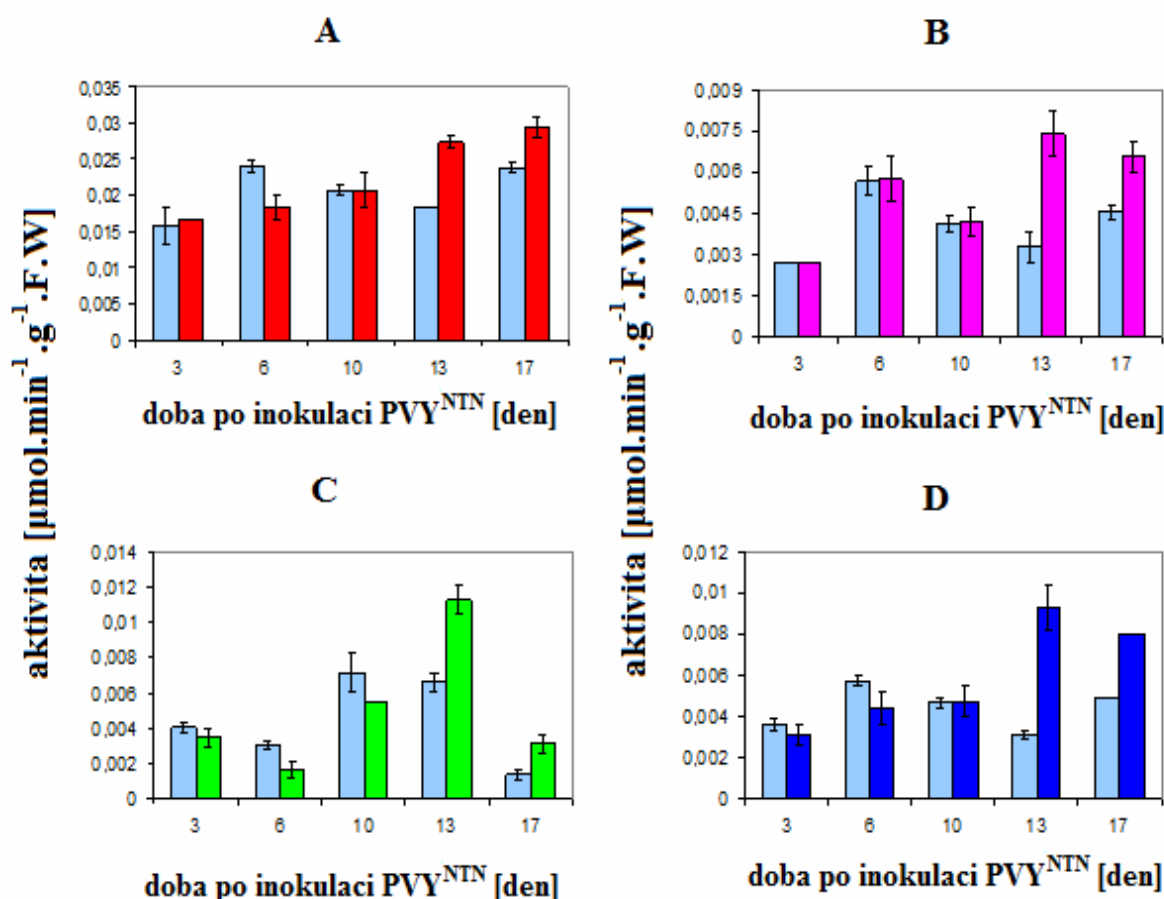 A
0,035
0,03
0,025
0,02
0,015
0,01
0,005
0
3 6 10 13 17
doba po inokulaci PVY^NTN [den]
aktivita [µmol.min^-1.g^-1.F.W]
B
0,009
0,0075
0,006
0,0045
0,003
0,0015
0
3 6 10 13 17
doba po inokulaci PVY^NTN [den]
aktivita [µmol.min^-1.g^-1.F.W]
C
0,014
0,012
0,01
0,008
0,006
0,004
0,002
0
3 6 10 13 17
doba po inokulaci PVY^NTN [den]
D
0,012
0,01
0,008
0,006
0,004
0,002
0
3 6 10 13 17
doba po inokulaci PVY^NTN [den]